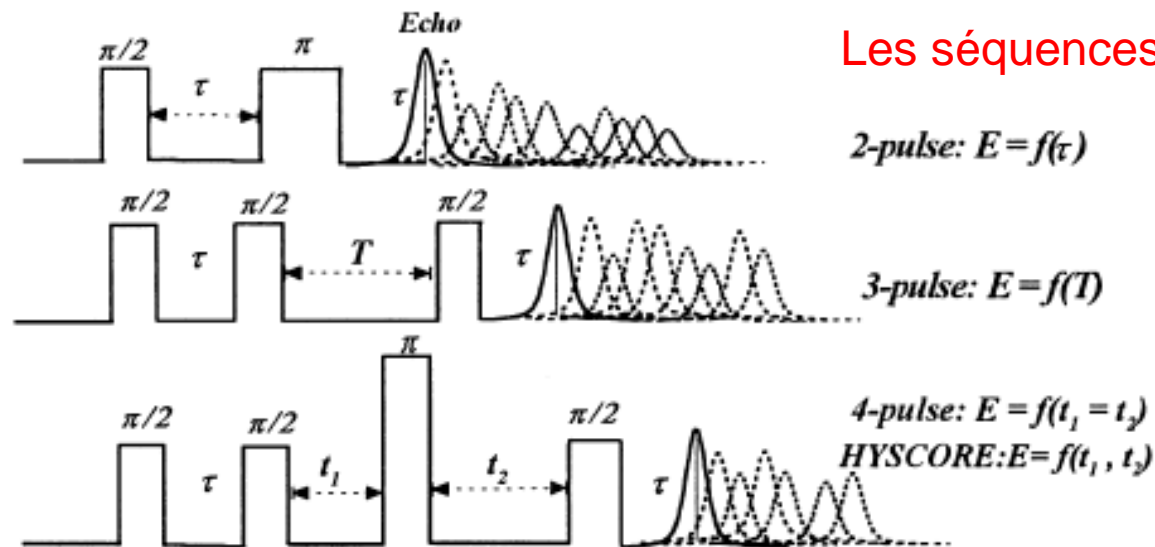 Echo
Les séquences
π/2
τ
π
τ
2-pulse: E = f(τ)
π/2
τ
π/2
T
π/2
τ
3-pulse: E = f(T)
π/2
τ
π/2
t₁
π
t₂
π/2
τ
4-pulse: E = f(t₁ = t₂)
HYSCORE:E= f(t₁ , t₂)